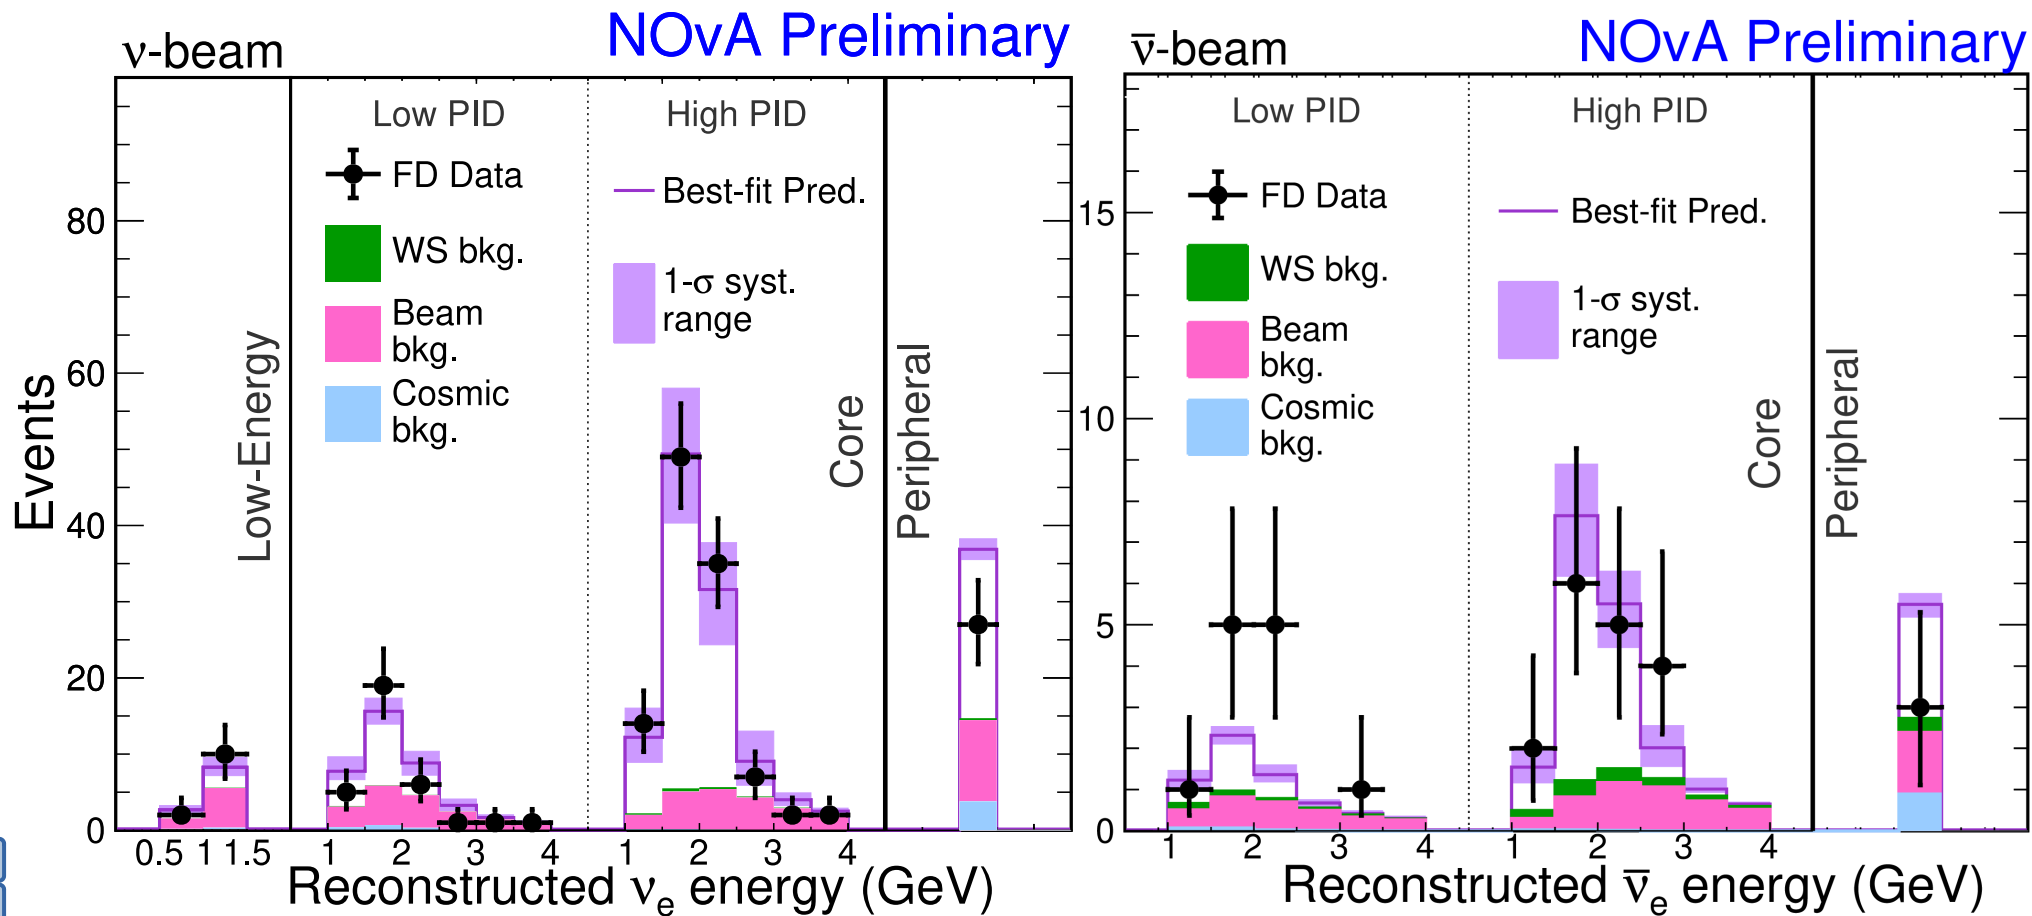 ν-beam
NOνA Preliminary
Low PID
High PID
FD Data
Best-fit Pred.
WS bkg.
1-σ syst.
range
Beam
bkg.
Cosmic
bkg.
Low-Energy
Core
Peripheral
Events
80
60
40
20
0
0.5 1 1.5
1 2 3 4
1 2 3 4
Reconstructed νe energy (GeV)
ν̄-beam
NOνA Preliminary
Low PID
High PID
FD Data
Best-fit Pred.
WS bkg.
1-σ syst.
range
Beam
bkg.
Cosmic
bkg.
Core
Peripheral
15
10
5
0
1 2 3 4
1 2 3 4
Reconstructed ν̄e energy (GeV)